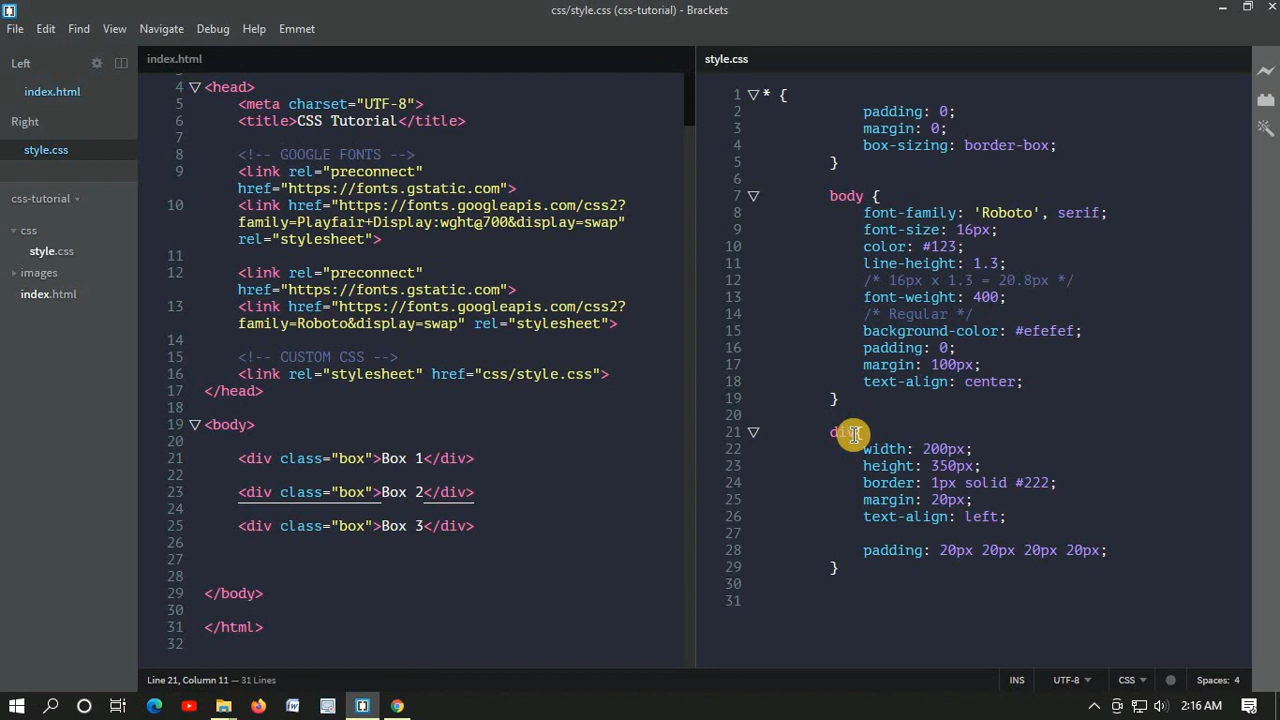 css/style.css (css-tutorial) - Brackets
File Edit Find View Navigate Debug Help Emmet
Left
index.html
Right
style.css
css-tutorial
css
style.css
images
index.html
index.html
3
4 <head>
5 <meta charset="UTF-8">
6 <title>CSS Tutorial</title>
7
8 <!-- GOOGLE FONTS -->
9 <link rel="preconnect"
href="https://fonts.gstatic.com">
10 <link href="https://fonts.googleapis.com/css2?
family=Playfair+Display:wght@700&display=swap"
rel="stylesheet">
11
12 <link rel="preconnect"
href="https://fonts.gstatic.com">
13 <link href="https://fonts.googleapis.com/css2?
family=Roboto&display=swap" rel="stylesheet">
14
15 <!-- CUSTOM CSS -->
16 <link rel="stylesheet" href="css/style.css">
17 </head>
18
19 <body>
20
21 <div class="box">Box 1</div>
22
23 <div class="box">Box 2</div>
24
25 <div class="box">Box 3</div>
26
27
28
29 </body>
30
31 </html>
32
style.css
1 * {
2 padding: 0;
3 margin: 0;
4 box-sizing: border-box;
5 }
6
7 body {
8 font-family: 'Roboto', serif;
9 font-size: 16px;
10 color: #123;
11 line-height: 1.3;
12 /* 16px x 1.3 = 20.8px */
13 font-weight: 400;
14 /* Regular */
15 background-color: #efefef;
16 padding: 0;
17 margin: 100px;
18 text-align: center;
19 }
20
21 div{
22 width: 200px;
23 height: 350px;
24 border: 1px solid #222;
25 margin: 20px;
26 text-align: left;
27
28 padding: 20px 20px 20px 20px;
29 }
30
31
Line 21, Column 11 — 31 Lines
INS UTF-8 CSS Spaces: 4
2:16 AM